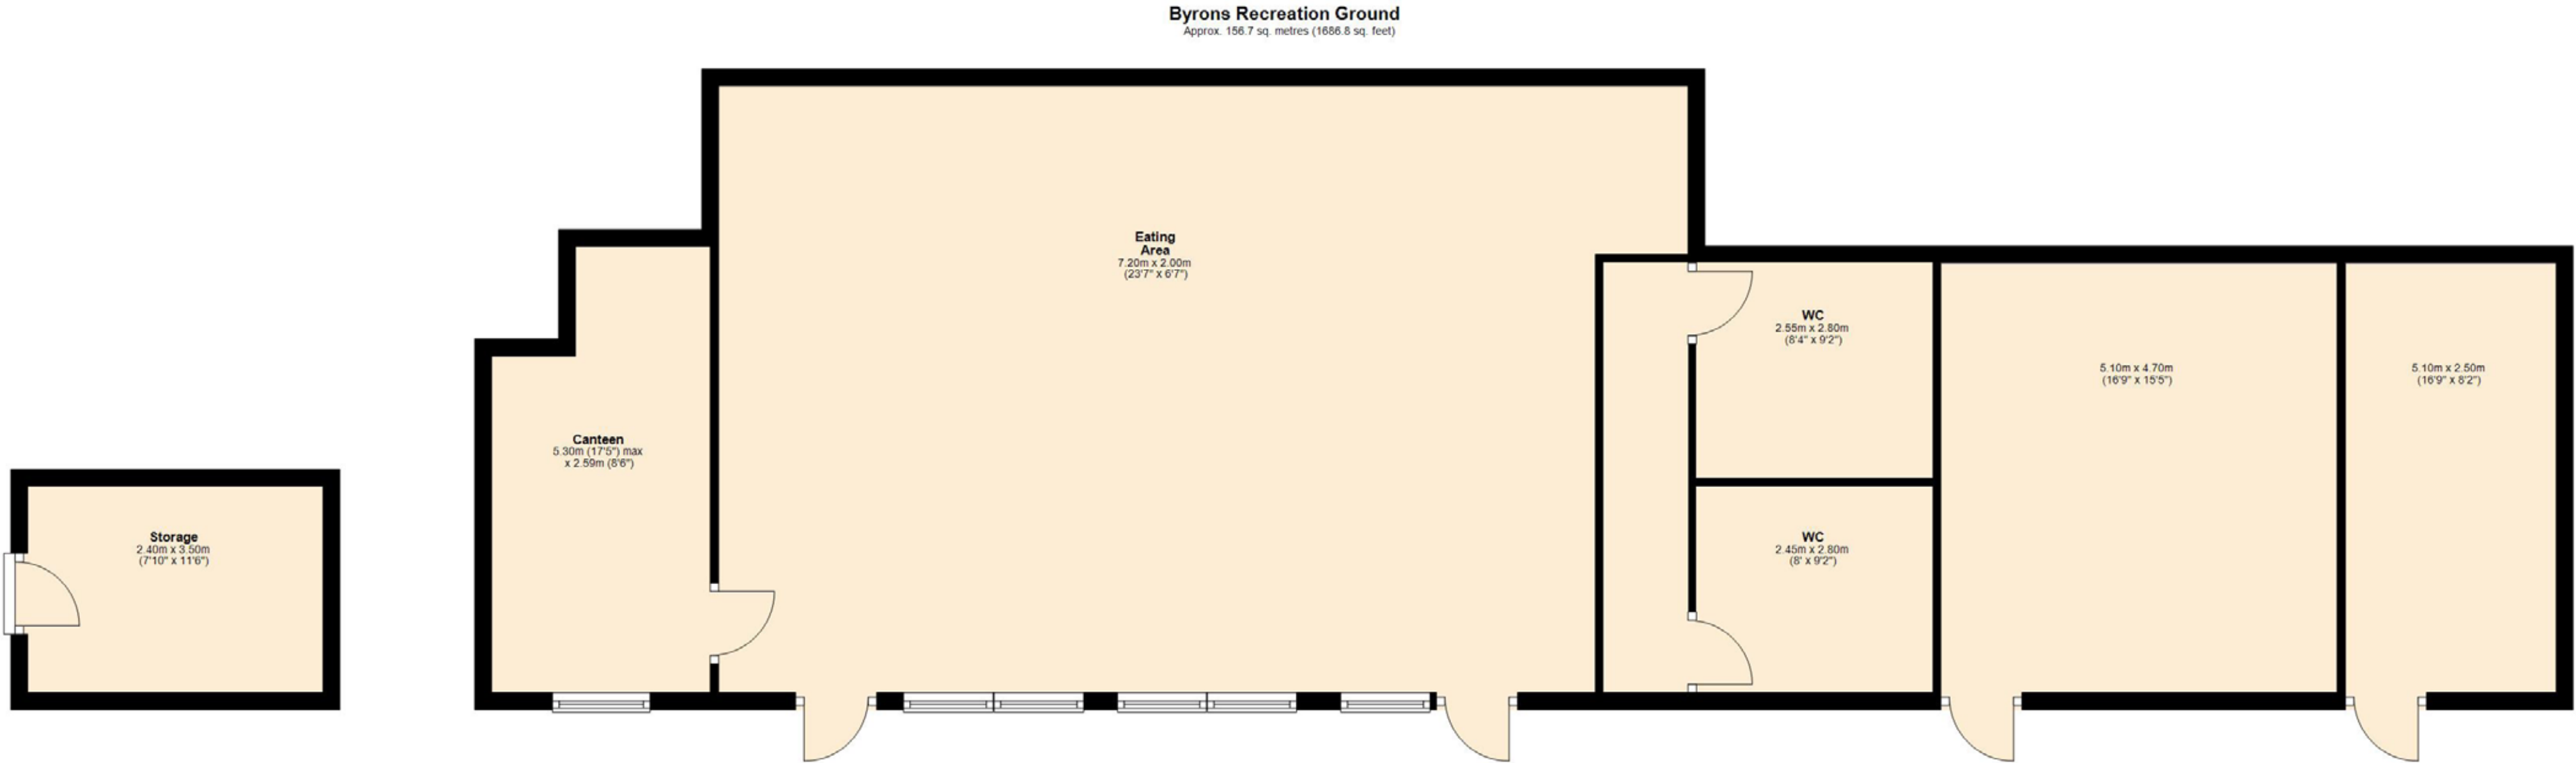 Byrons Recreation Ground
Approx. 156.7 sq. metres (1686.8 sq. feet)
Eating
Area
7.20m x 2.00m
(23'7" x 6'7")
WC
2.55m x 2.80m
(8'4" x 9'2")
5.10m x 4.70m
(16'9" x 15'5")
5.10m x 2.50m
(16'9" x 8'2")
Canteen
5.30m (17'5") max
x 2.59m (8'6")
Storage
2.40m x 3.50m
(7'10" x 11'6")
WC
2.45m x 2.80m
(8' x 9'2")